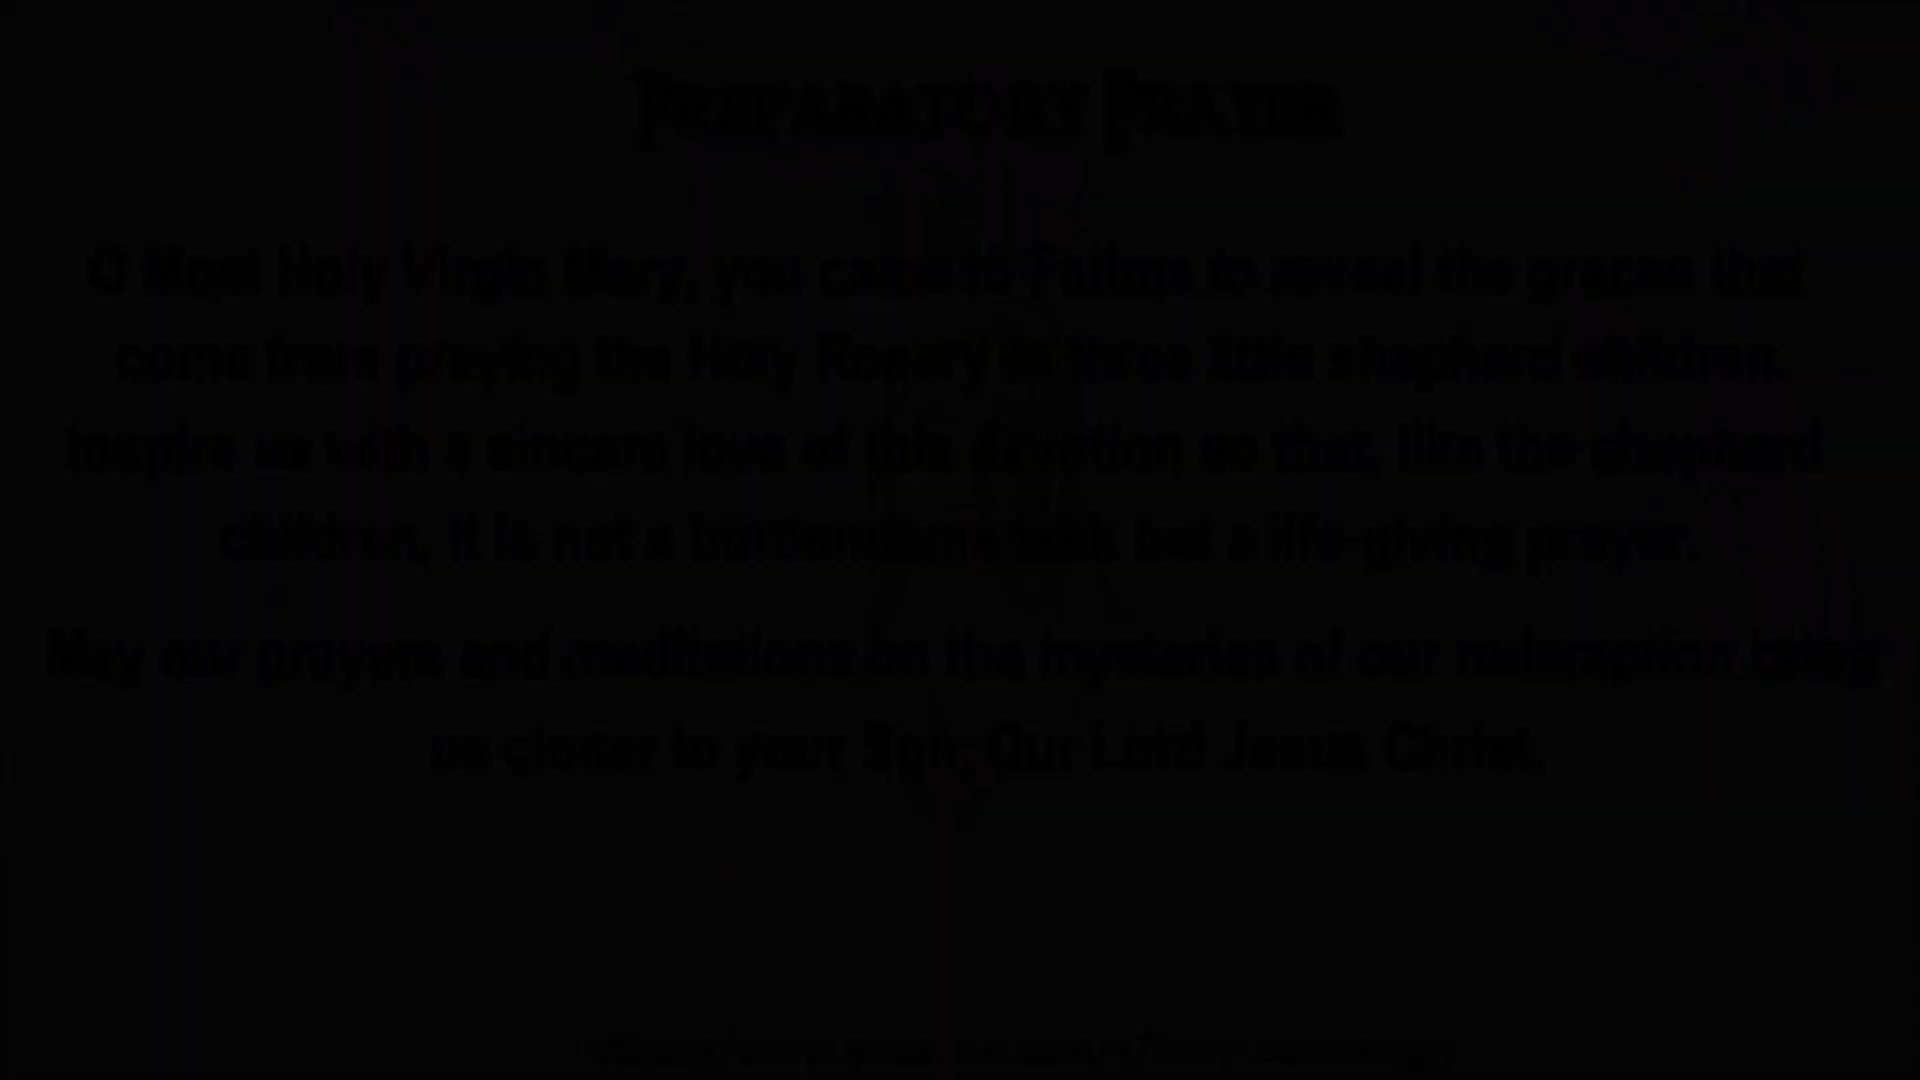 PREPARATORY PRAYER
O Most Holy Virgin Mary, you came to Fatima to reveal the graces that
come from praying the Holy Rosary to three little shepherd children.
Inspire us with a sincere love of this devotion so that, like the shepherd
children, it is not a burdensome task but a life-giving prayer.
May our prayers and meditations on the mysteries of our redemption bring
us closer to your Son, Our Lord Jesus Christ.